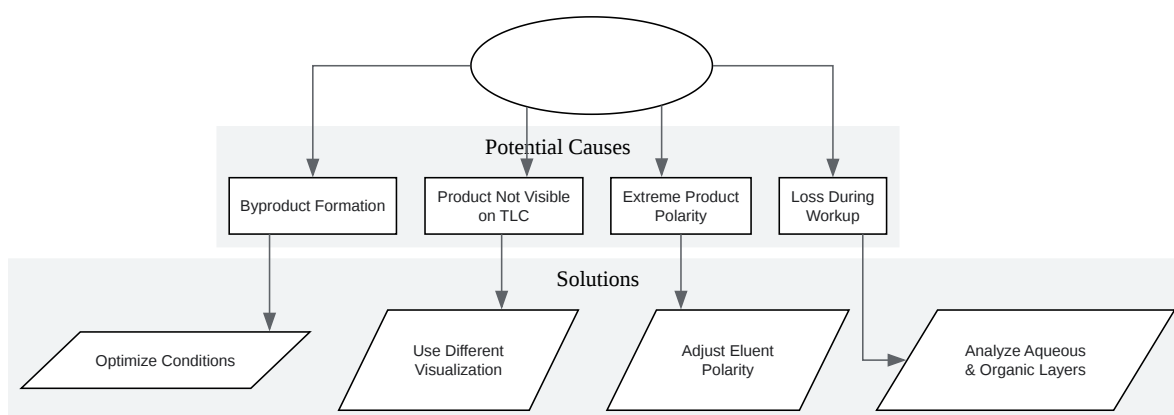 Potential Causes
Byproduct Formation
Product Not Visible
on TLC
Extreme Product
Polarity
Loss During
Workup
Solutions
Optimize Conditions
Use Different
Visualization
Adjust Eluent
Polarity
Analyze Aqueous
& Organic Layers